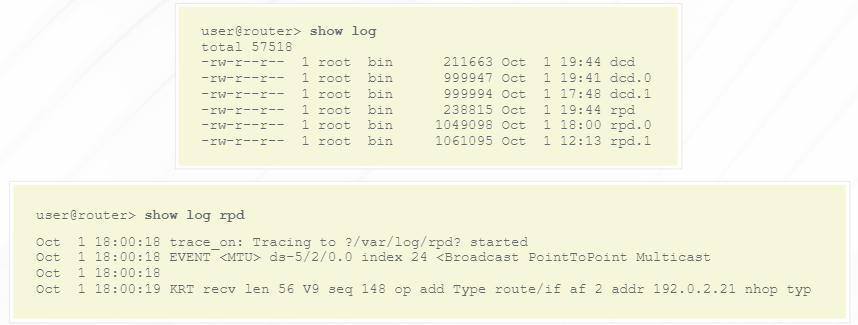 user@router> show log
total 57518
-rw-r--r--  1 root  bin      211663 Oct  1 19:44 dcd
-rw-r--r--  1 root  bin      999947 Oct  1 19:41 dcd.0
-rw-r--r--  1 root  bin      999994 Oct  1 17:48 dcd.1
-rw-r--r--  1 root  bin      238815 Oct  1 19:44 rpd
-rw-r--r--  1 root  bin     1049098 Oct  1 18:00 rpd.0
-rw-r--r--  1 root  bin     1061095 Oct  1 12:13 rpd.1
user@router> show log rpd
Oct  1 18:00:18 trace_on: Tracing to ?/var/log/rpd? started
Oct  1 18:00:18 EVENT <MTU> ds-5/2/0.0 index 24 <Broadcast PointToPoint Multicast
Oct  1 18:00:18
Oct  1 18:00:19 KRT recv len 56 V9 seq 148 op add Type route/if af 2 addr 192.0.2.21 nhop typ